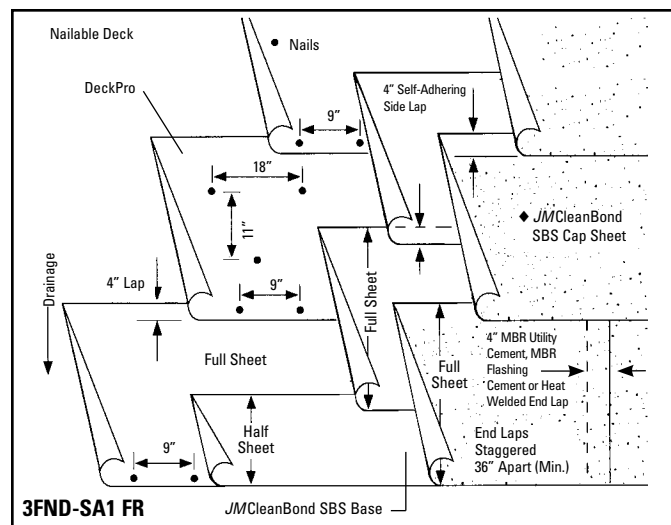 Nailable Deck
Nails
DeckPro
4" Self-Adhering
Side Lap
9"
18"
11"
♦ JMCleanBond
SBS Cap Sheet
Drainage
4" Lap
9"
Full Sheet
Full Sheet
Full
Sheet
4" MBR Utility
Cement, MBR
Flashing
Cement or Heat
Welded End Lap
Half
Sheet
End Laps
Staggered
36" Apart (Min.)
9"
3FND-SA1 FR
JMCleanBond SBS Base